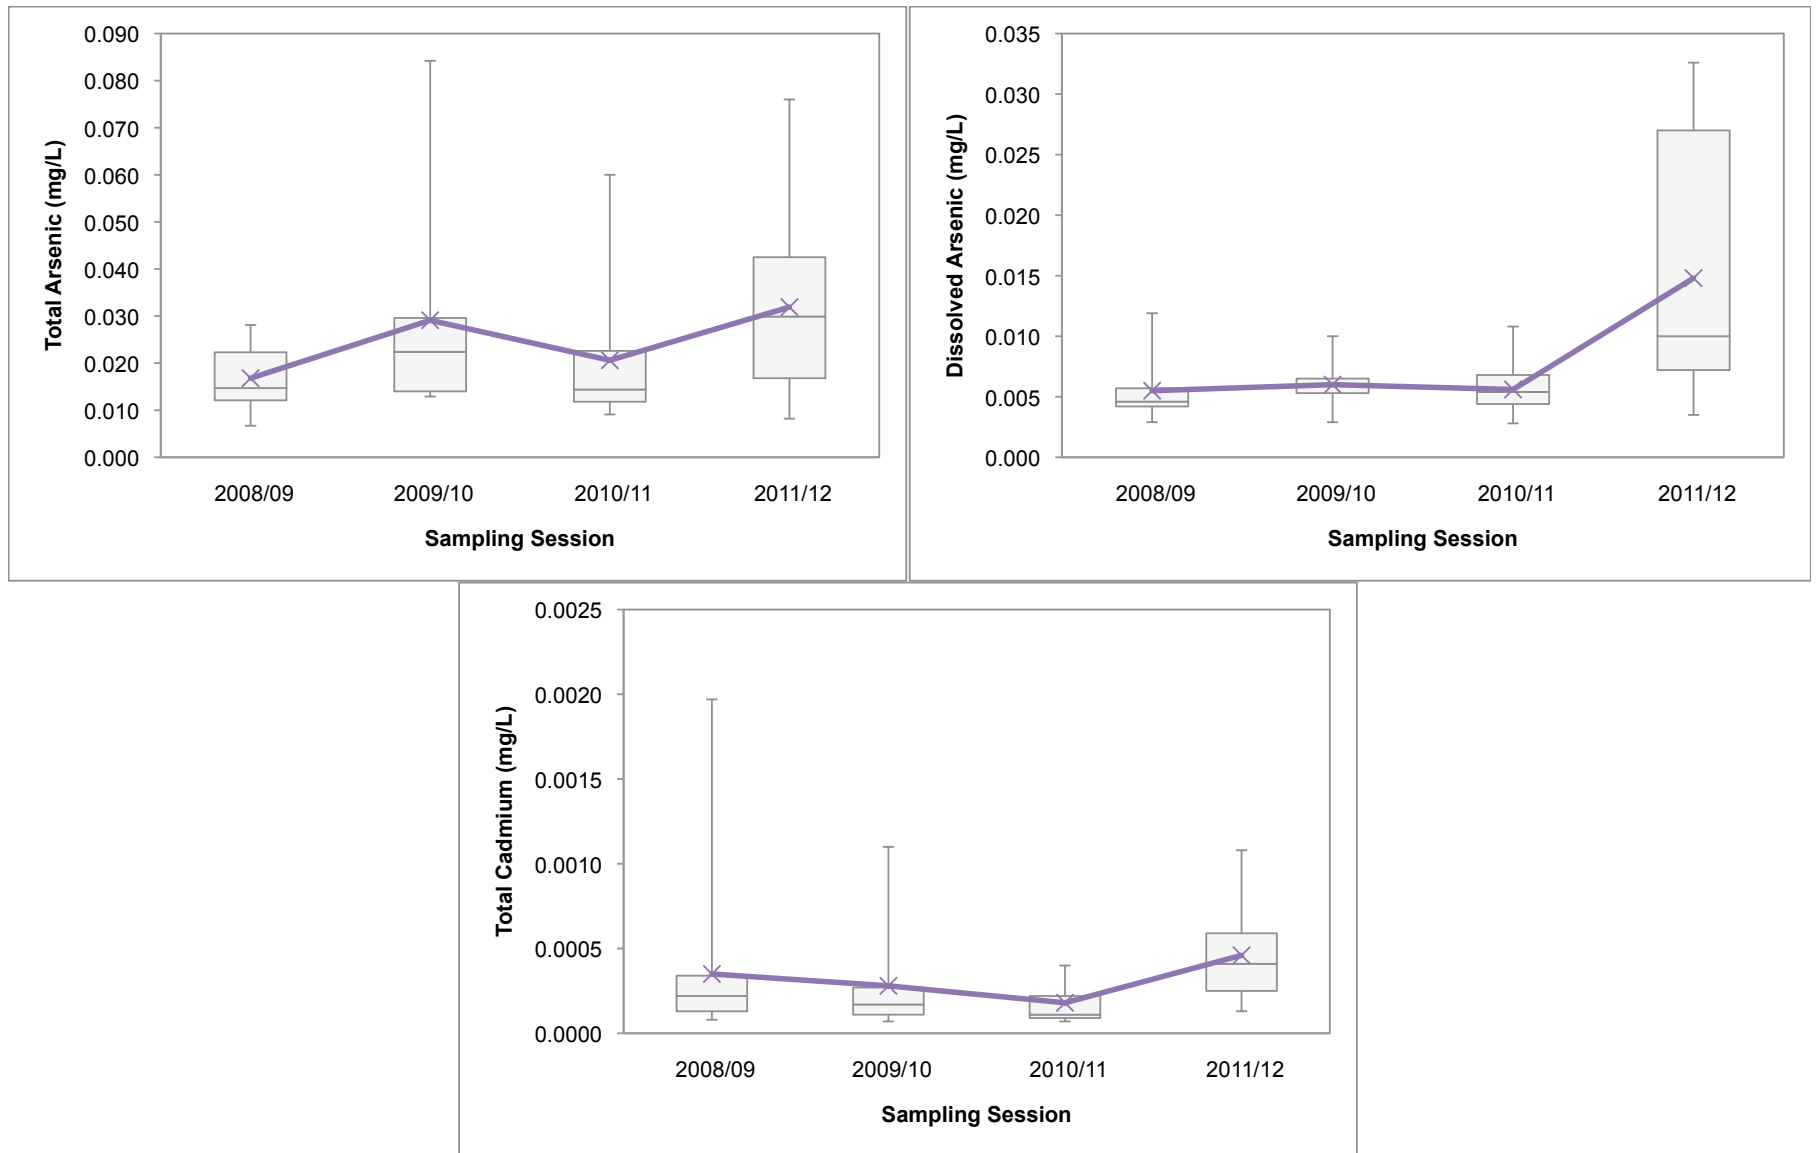 Total Arsenic (mg/L)
0.090
0.080
0.070
0.060
0.050
0.040
0.030
0.020
0.010
0.000
2008/09 2009/10 2010/11 2011/12
Sampling Session
Dissolved Arsenic (mg/L)
0.035
0.030
0.025
0.020
0.015
0.010
0.005
0.000
2008/09 2009/10 2010/11 2011/12
Sampling Session
Total Cadmium (mg/L)
0.0025
0.0020
0.0015
0.0010
0.0005
0.0000
2008/09 2009/10 2010/11 2011/12
Sampling Session